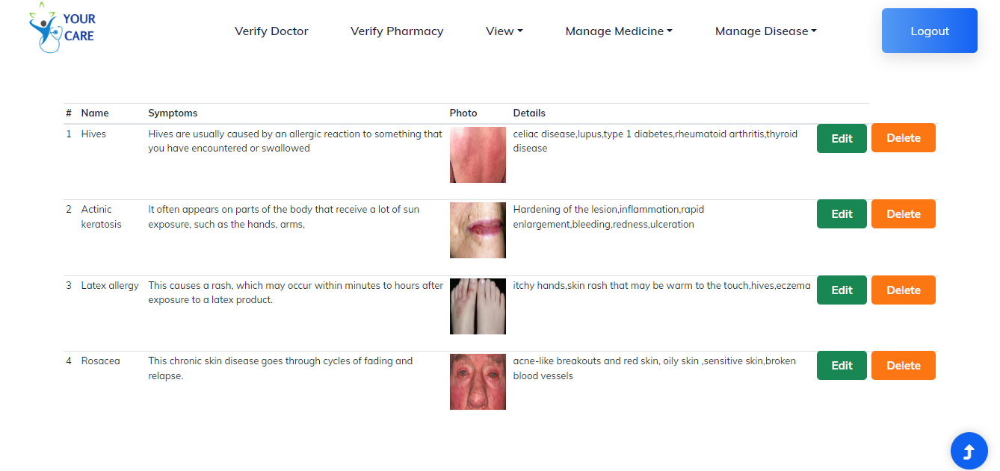 YOUR
CARE
Verify Doctor Verify Pharmacy View Manage Medicine Manage Disease Logout
# Name Symptoms Photo Details
1 Hives Hives are usually caused by an allergic reaction to something that celiac disease,lupus,type 1 diabetes,rheumatoid arthritis,thyroid Edit Delete
you have encountered or swallowed disease
2 Actinic It often appears on parts of the body that receive a lot of sun Hardening of the lesion,inflammation,rapid Edit Delete
keratosis exposure, such as the hands, arms, enlargement,bleeding,redness,ulceration
3 Latex allergy This causes a rash, which may occur within minutes to hours after itchy hands,skin rash that may be warm to the touch,hives,eczema Edit Delete
exposure to a latex product.
4 Rosacea This chronic skin disease goes through cycles of fading and acne-like breakouts and red skin, oily skin ,sensitive skin,broken Edit Delete
relapse. blood vessels